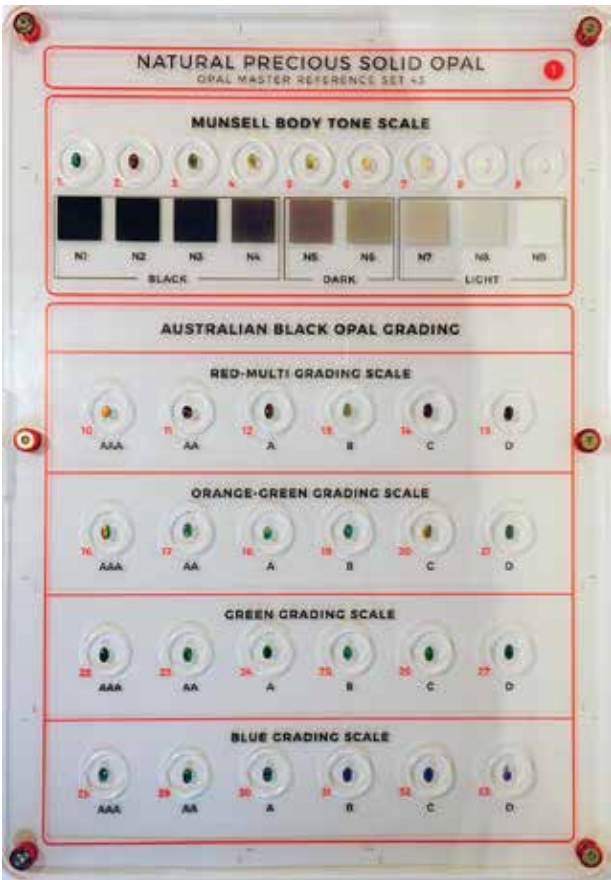 NATURAL PRECIOUS SOLID OPAL
OPAL MASTER REFERENCE SET
1
MUNSELL BODY TONE SCALE
1. 2. 3. 4. 5 6. 7. 8 9.
N1 N2 N3 N4 N5 N6 N7 N8 N9
BLACK DARK LIGHT
AUSTRALIAN BLACK OPAL GRADING
RED-MULTI GRADING SCALE
10 11 12 13 14 15
AAA AA A B C D
ORANGE-GREEN GRADING SCALE
16 17 18 19 20 21
AAA AA A B C D
GREEN GRADING SCALE
22 23 24 25 26 27
AAA AA A B C D
BLUE GRADING SCALE
29 30 31 32 33
AAA AA A B C D